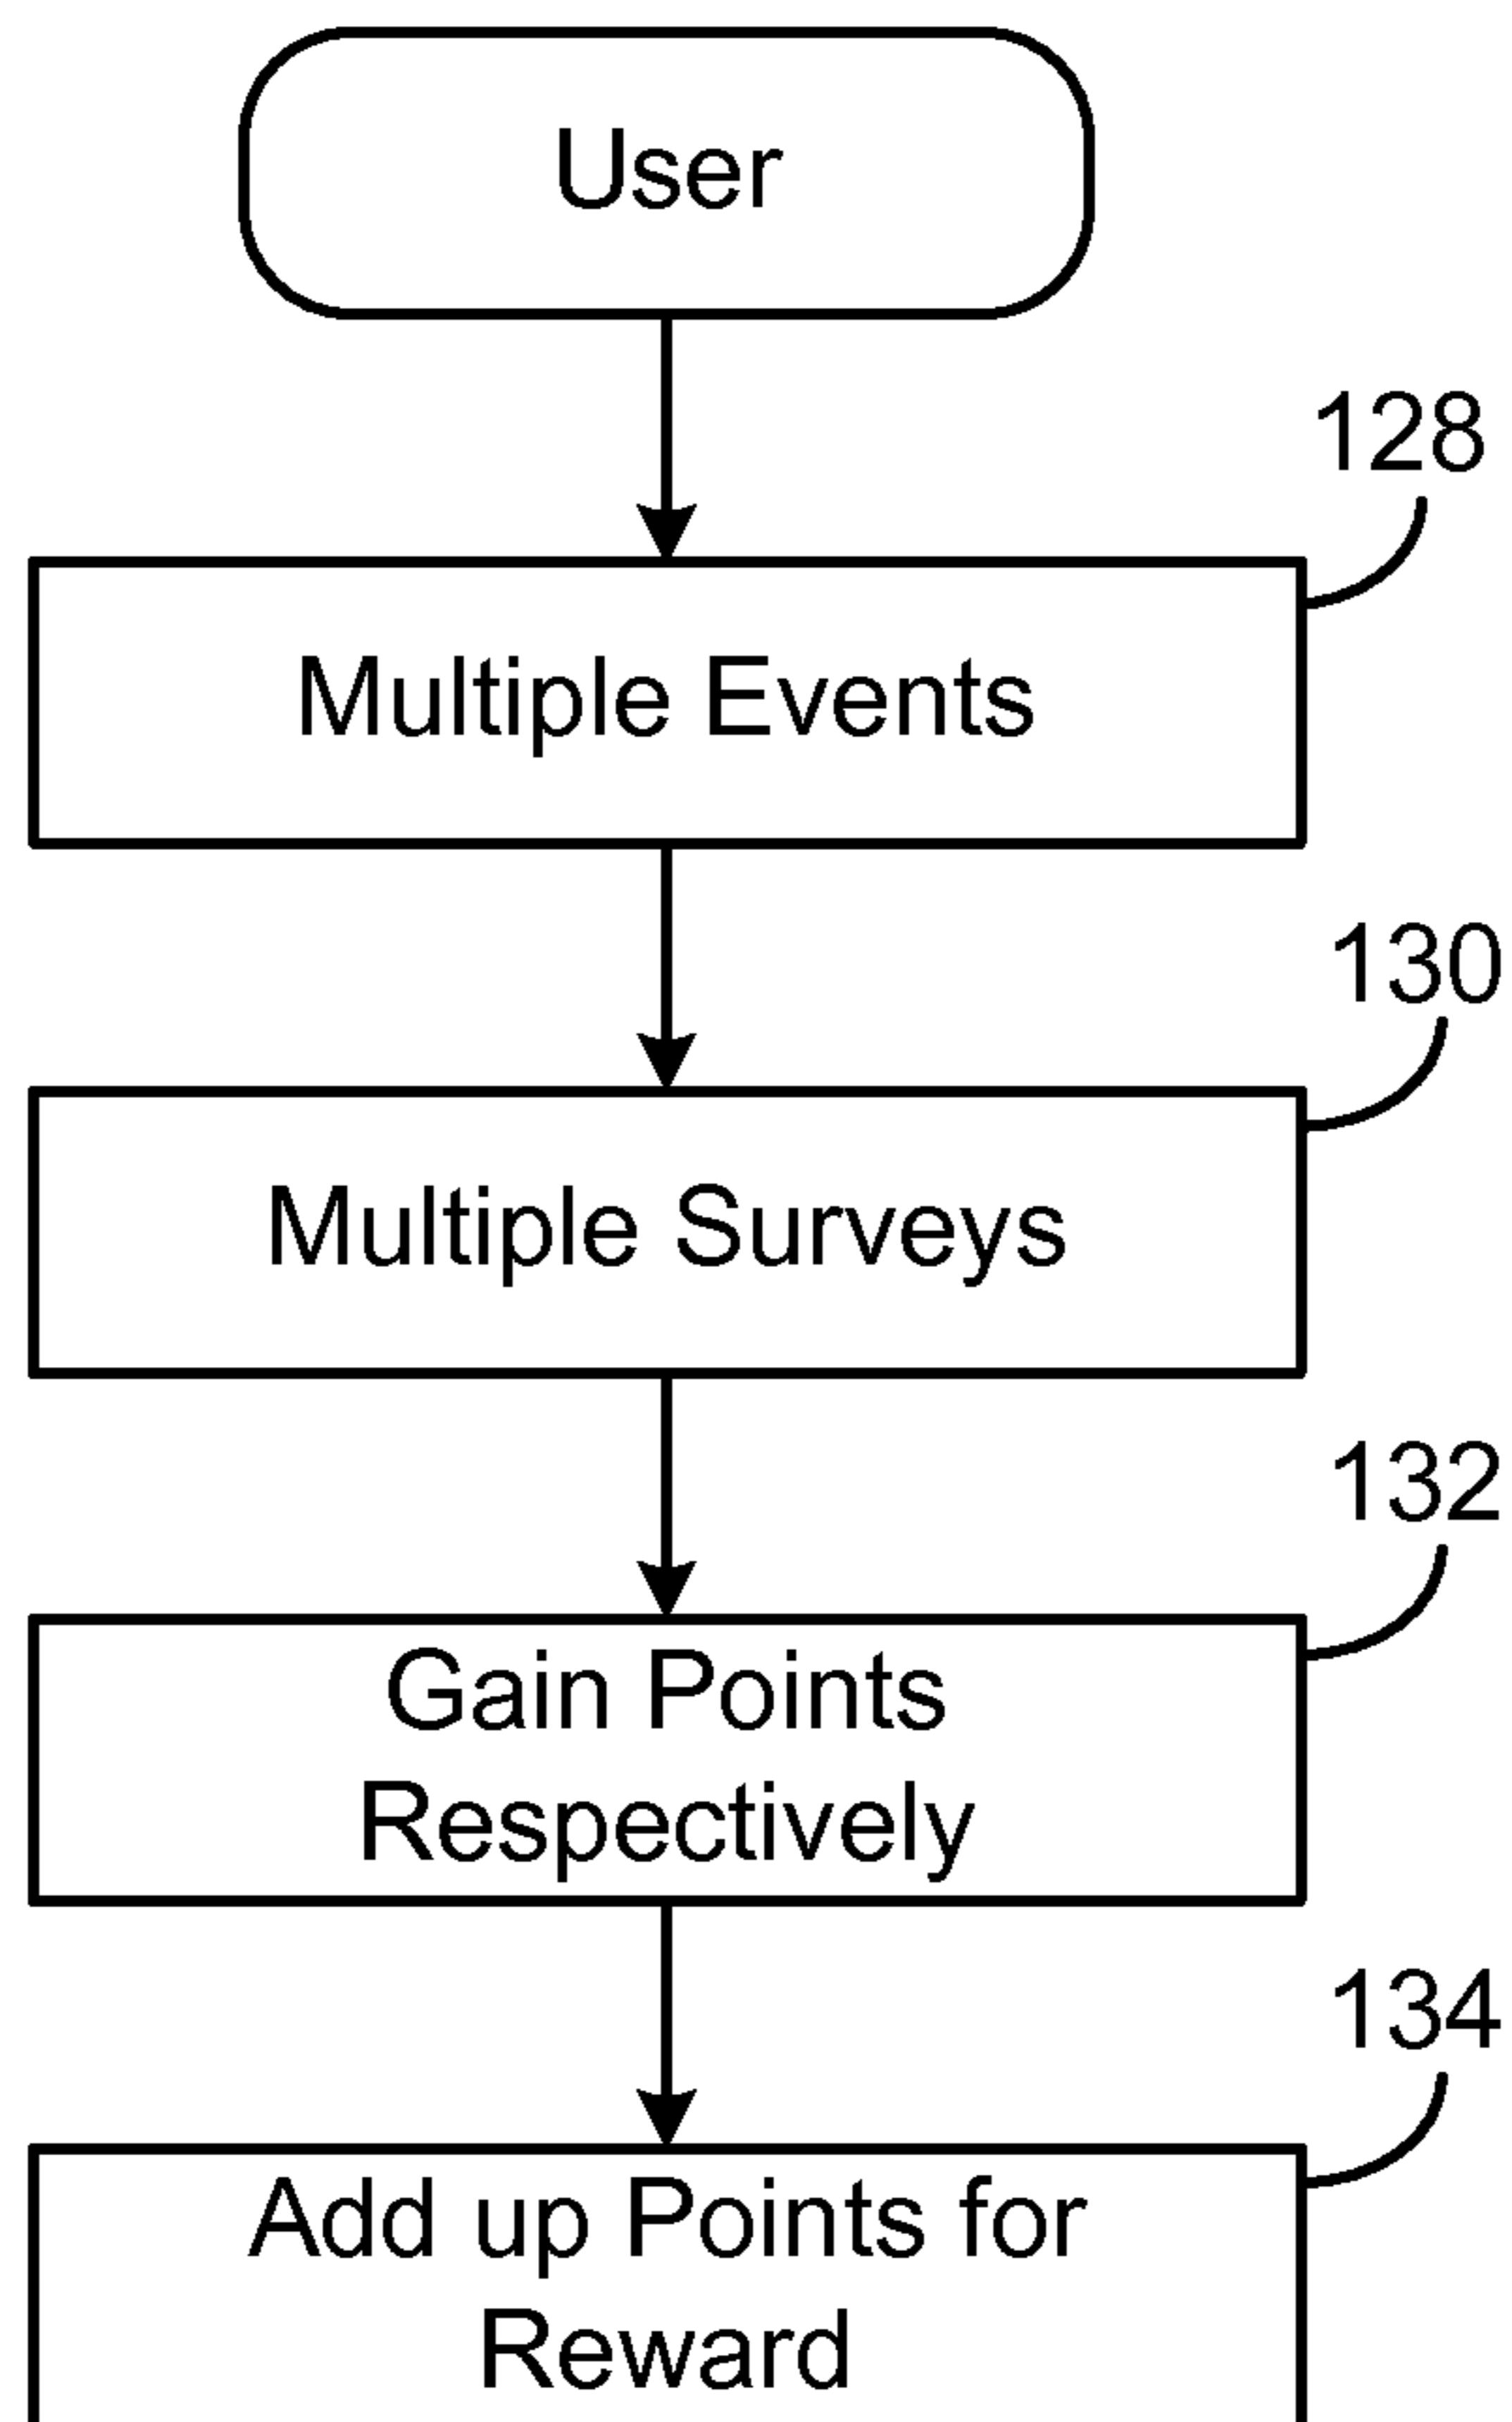 User
128
Multiple Events
130
Multiple Surveys
132
Gain Points
Respectively
134
Add up Points for
Reward